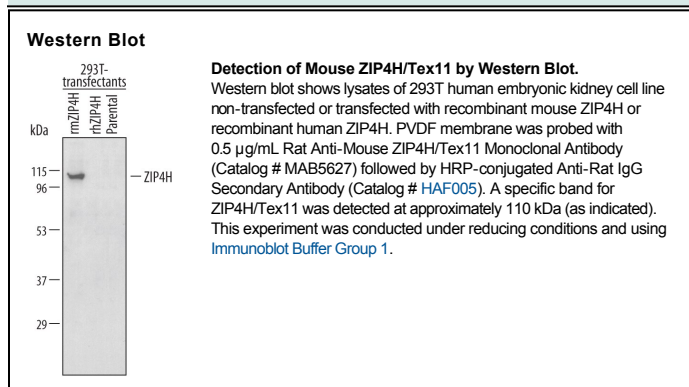 Western Blot
293T-
transfectants
rmZIP4H
rhZIP4H
Parental
kDa
115
96
53
37
29
ZIP4H
Detection of Mouse ZIP4H/Tex11 by Western Blot.
Western blot shows lysates of 293T human embryonic kidney cell line
non-transfected or transfected with recombinant mouse ZIP4H or
recombinant human ZIP4H. PVDF membrane was probed with
0.5 µg/mL Rat Anti-Mouse ZIP4H/Tex11 Monoclonal Antibody
(Catalog # MAB5627) followed by HRP-conjugated Anti-Rat IgG
Secondary Antibody (Catalog # HAF005). A specific band for
ZIP4H/Tex11 was detected at approximately 110 kDa (as indicated).
This experiment was conducted under reducing conditions and using
Immunoblot Buffer Group 1.